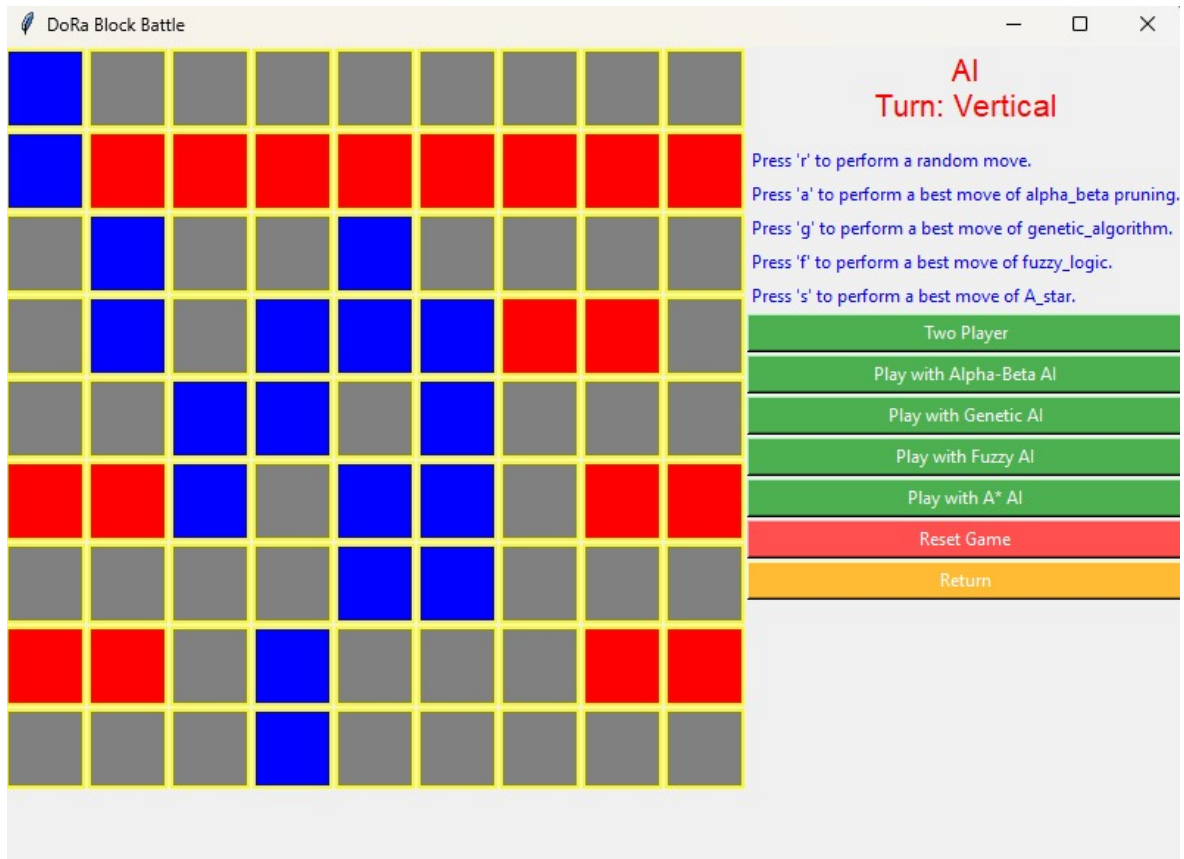 DoRa Block Battle
AI
Turn: Vertical
Press 'r' to perform a random move.
Press 'a' to perform a best move of alpha_beta pruning.
Press 'g' to perform a best move of genetic_algorithm.
Press 'f' to perform a best move of fuzzy_logic.
Press 's' to perform a best move of A_star.
Two Player
Play with Alpha-Beta AI
Play with Genetic AI
Play with Fuzzy AI
Play with A* AI
Reset Game
Return